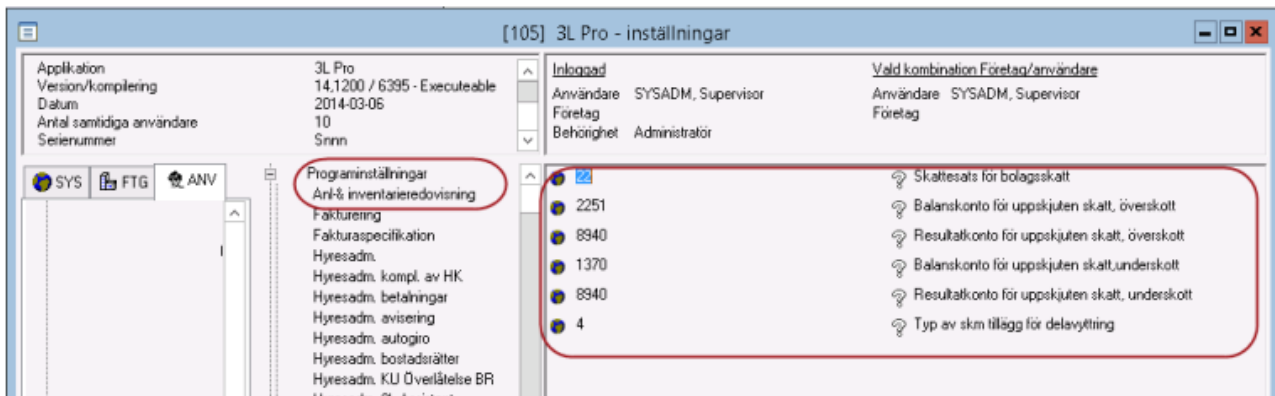 [105] 3L Pro - inställningar
Applikation 3L Pro
Version/kompilering 14,1200 / 6395 - Executeable
Datum 2014-03-06
Antal samtidiga användare 10
Serienummer Snnn
Inloggad
Användare SYSADM, Supervisor
Företag
Behörighet Administratör
Vald kombination Företag/användare
Användare SYSADM, Supervisor
Företag
SYS FTG ANV
Programinställningar
Anl-& inventarieredovisning
Fakturering
Fakturaspecifikation
Hyresadm.
Hyresadm. kompl. av HK
Hyresadm. betalningar
Hyresadm. avisering
Hyresadm. autogiro
Hyresadm. bostadsrätter
Hyresadm. KU Överlåtelse BR
22 Skattesats för bolagsskatt
2251 Balanskonto för uppskjuten skatt, överskott
8940 Resultatkonto för uppskjuten skatt, överskott
1370 Balanskonto för uppskjuten skatt,underskott
8940 Resultatkonto för uppskjuten skatt, underskott
4 Typ av skm tillägg för delavyttring